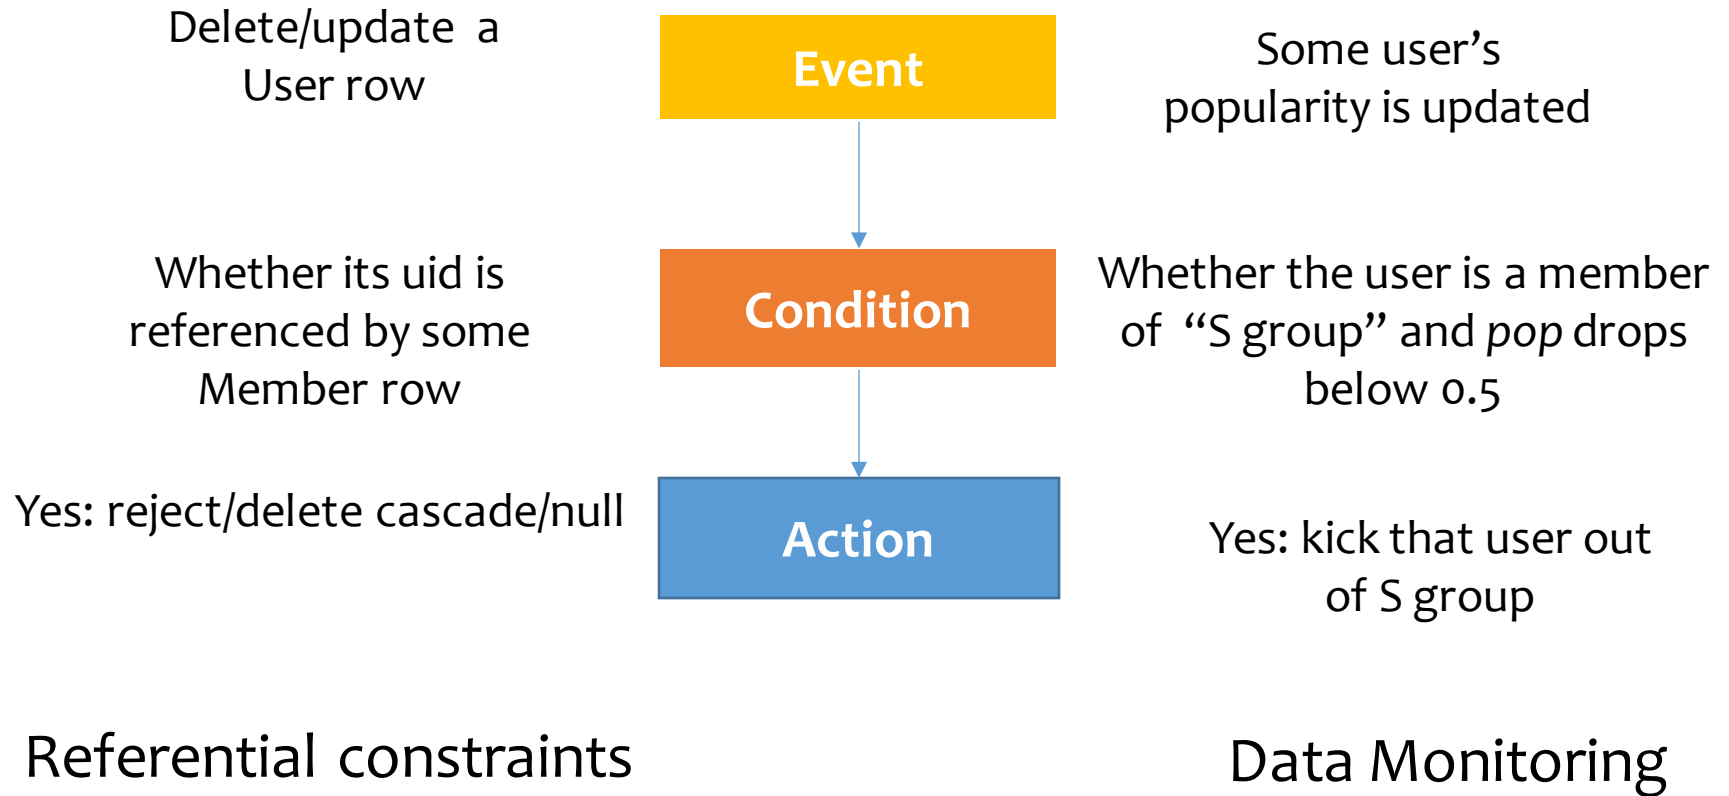 Delete/update a
User row
Event
Some user’s
popularity is updated
Whether its uid is
referenced by some
Member row
Condition
Whether the user is a member
of “S group” and pop drops
below 0.5
Yes: reject/delete cascade/null
Action
Yes: kick that user out
of S group
Referential constraints
Data Monitoring